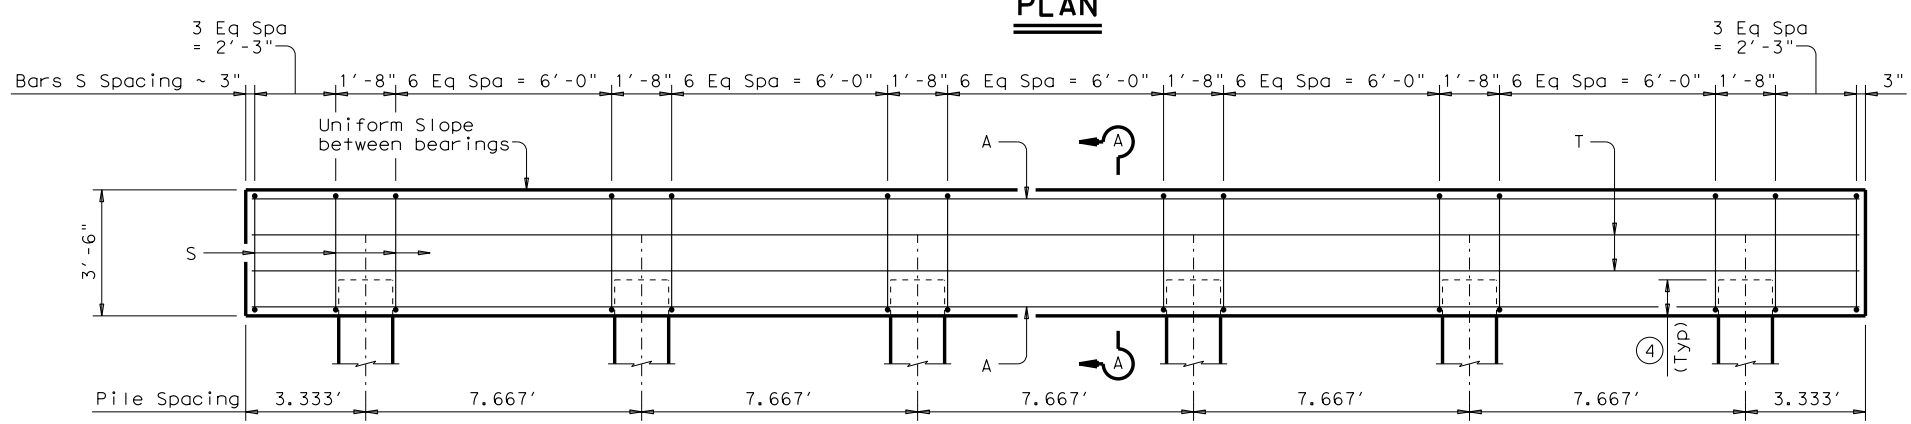 PLAN
3 Eq Spa
= 2'-3"
3 Eq Spa
= 2'-3"
Bars S Spacing ~ 3" 1'-8" 6 Eq Spa = 6'-0" 1'-8" 6 Eq Spa = 6'-0" 1'-8" 6 Eq Spa = 6'-0" 1'-8" 6 Eq Spa = 6'-0" 1'-8" 6 Eq Spa = 6'-0" 1'-8" 3"
Uniform Slope
between bearings
A
A
T
3'-6"
S
A
A
4
(Typ)
Pile Spacing 3.333' 7.667' 7.667' 7.667' 7.667' 7.667' 3.333'